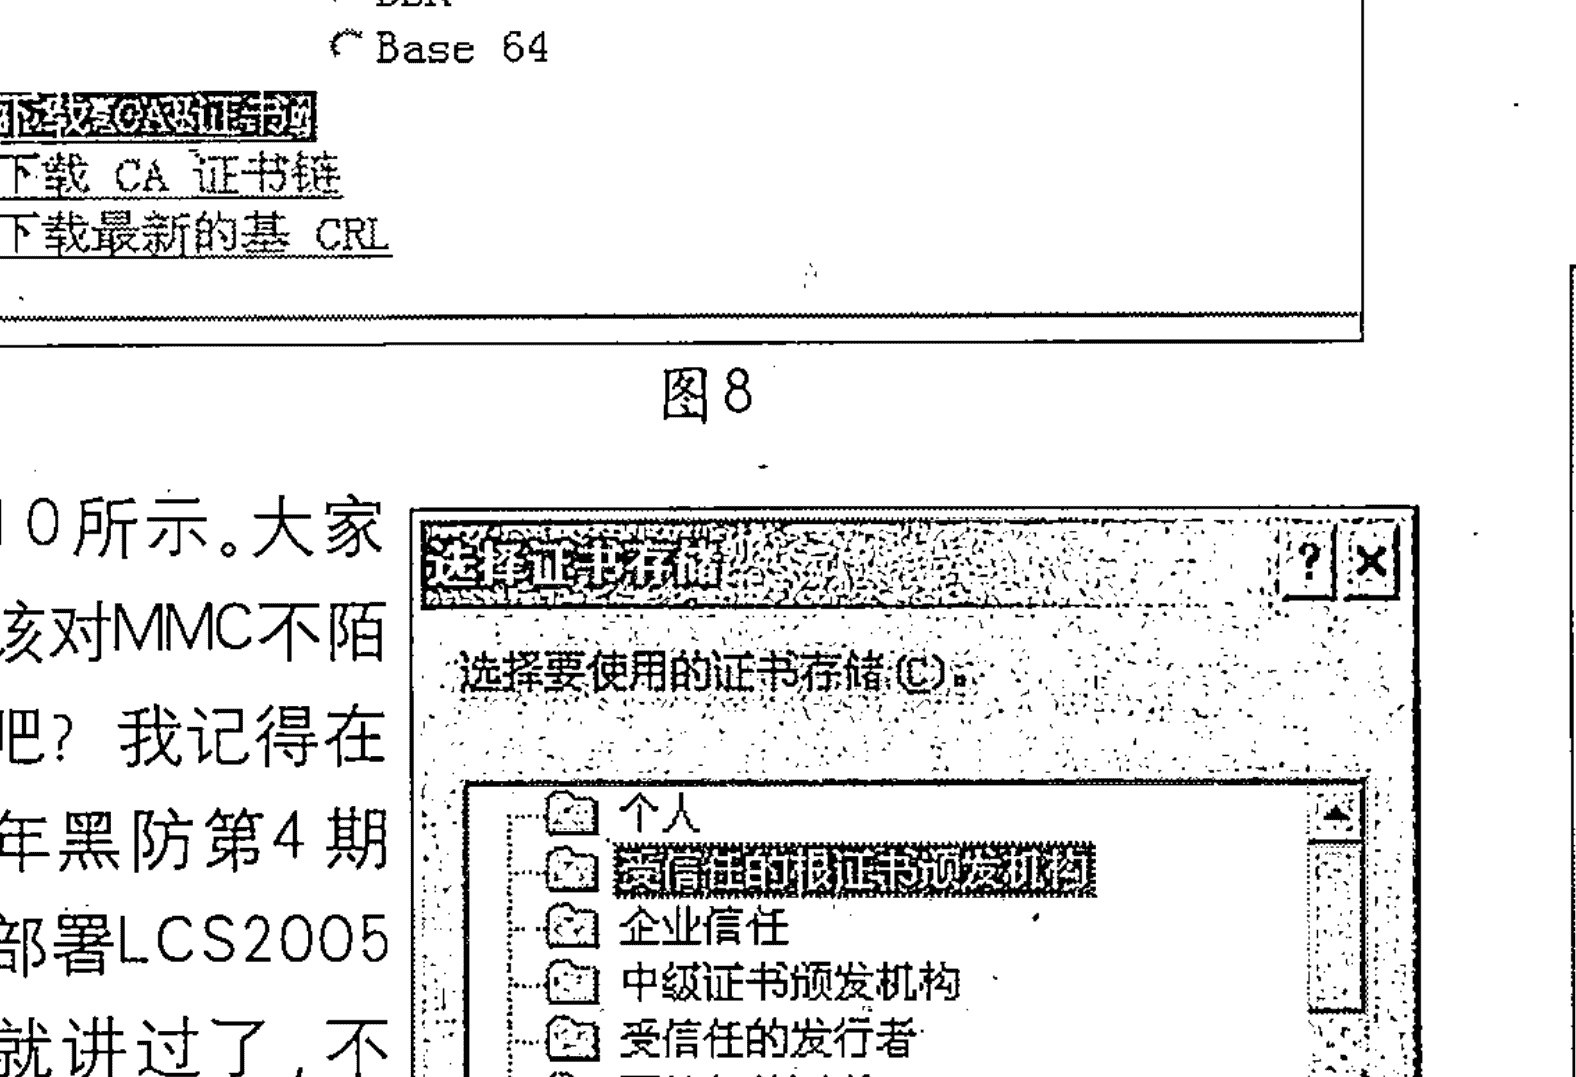 Base 64
下载 CA 证书
下载 CA 证书链
下载最新的基 CRL
图8
10所示。大家
该对MMC不陌
吧? 我记得在
年黑防第4期
部署LCS2005
就讲过了,不
选择证书存储
选择要使用的证书存储(C)。
个人
受信任的根证书颁发机构
企业信任
中级证书颁发机构
受信任的发行者